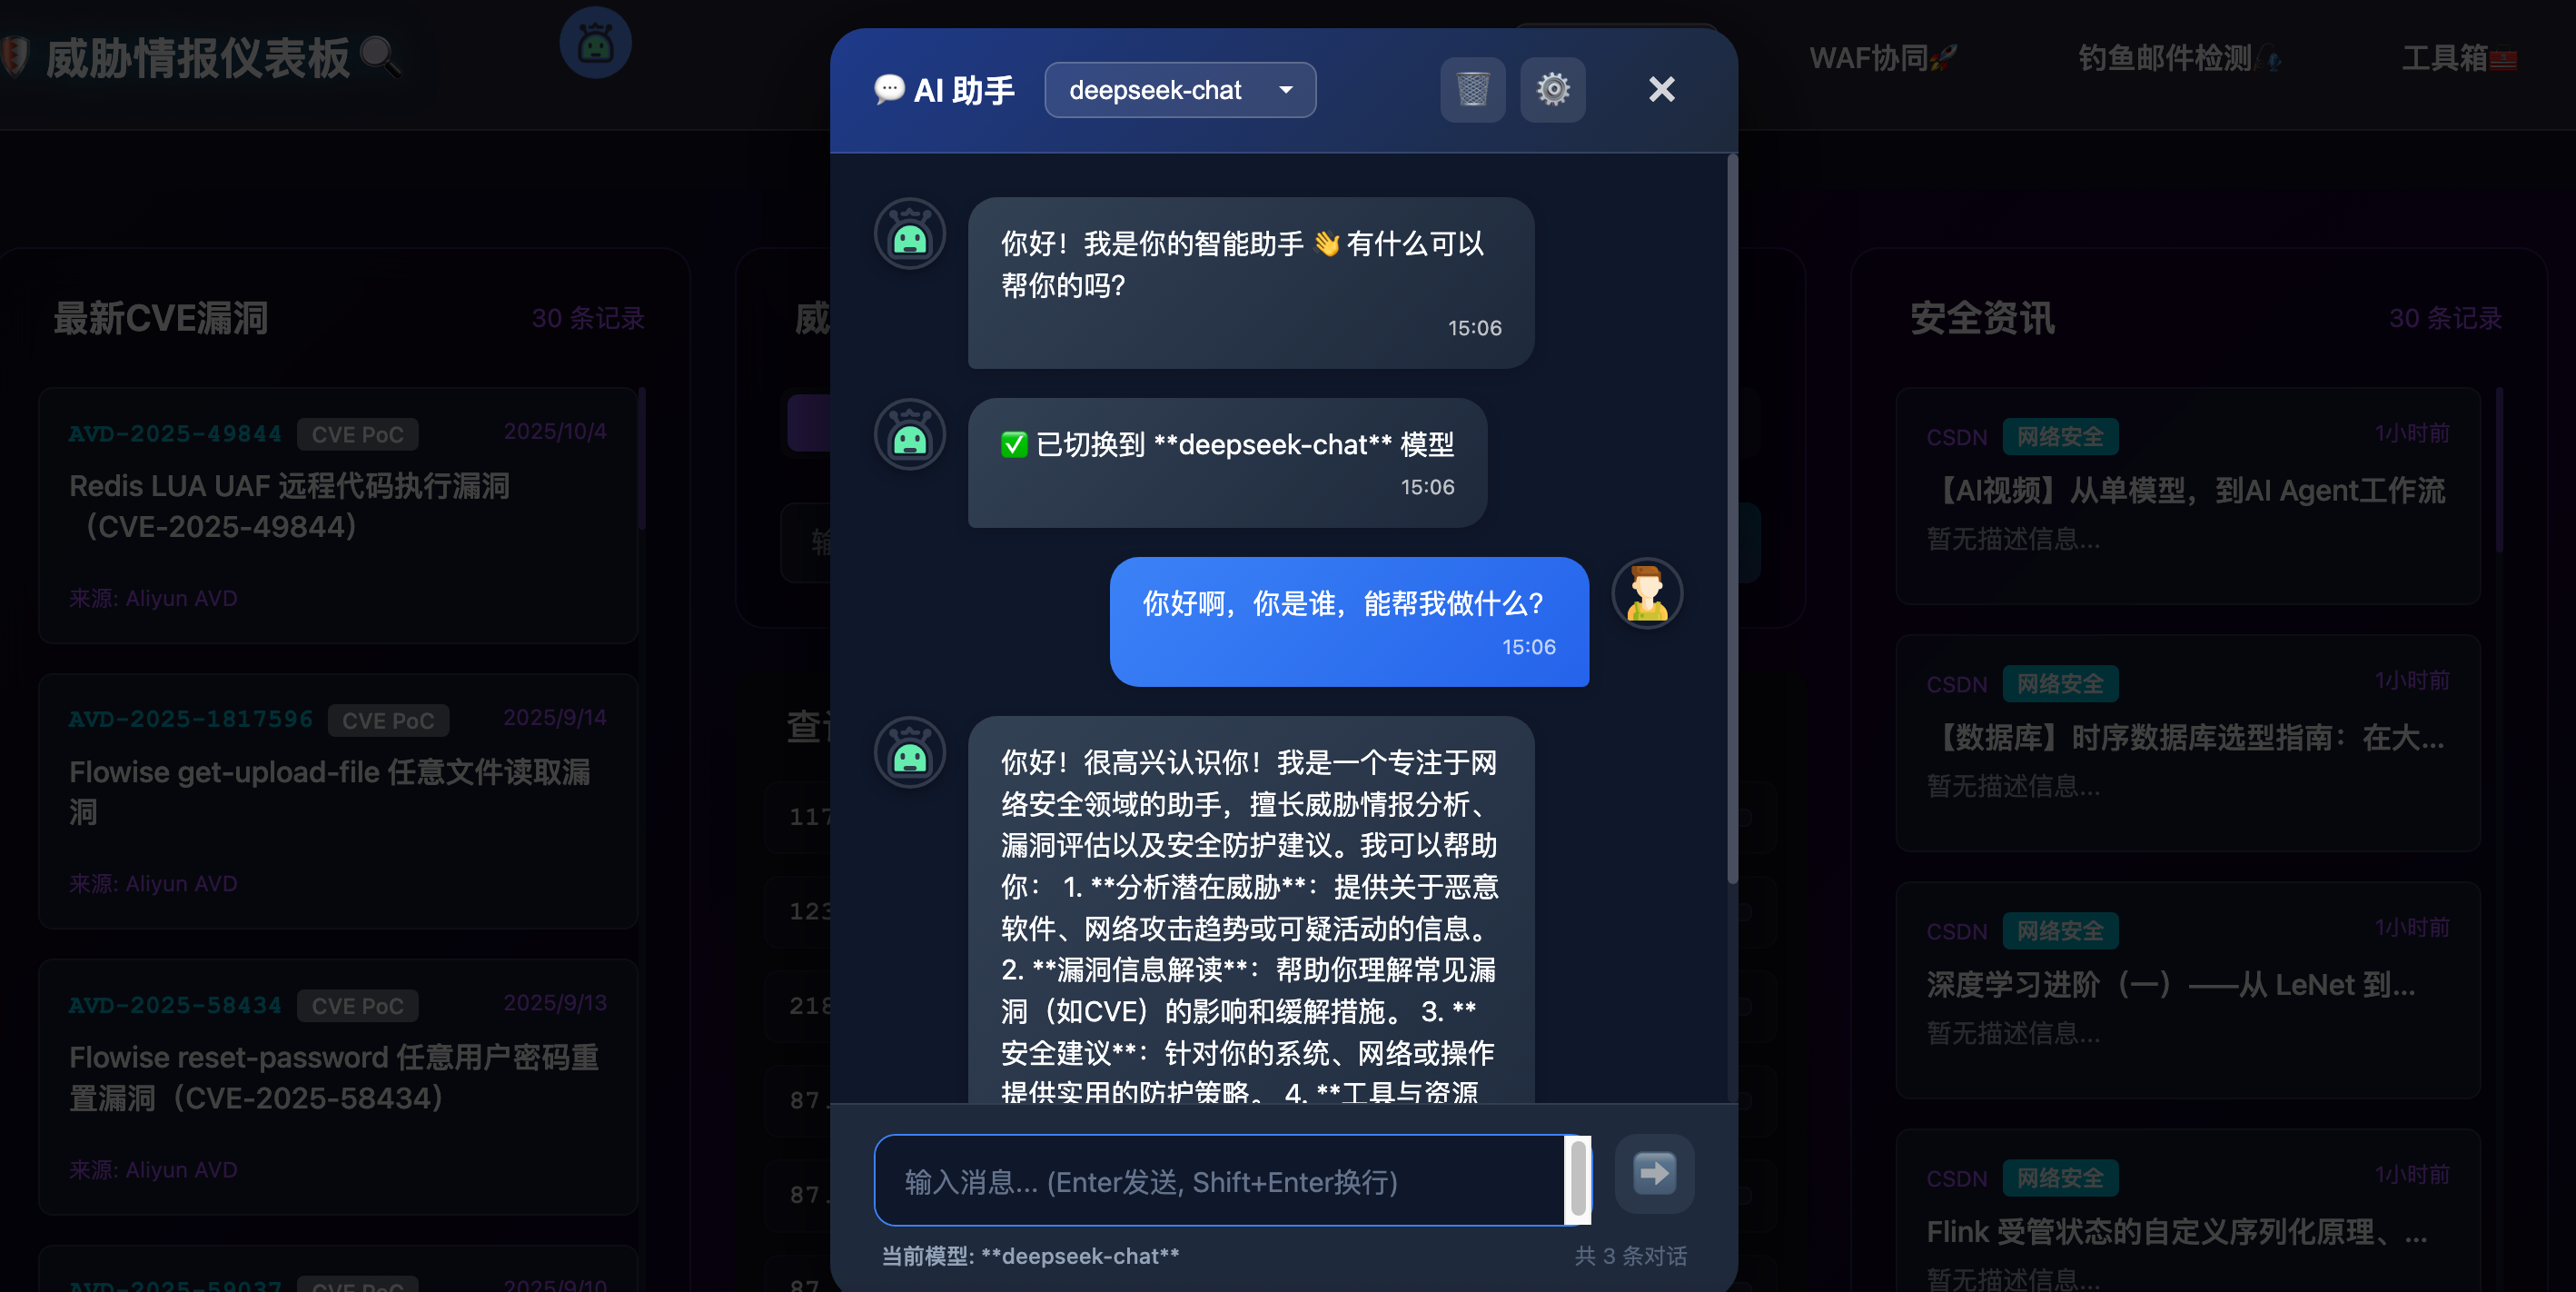 威胁情报仪表板
WAF协同
钓鱼邮件检测
工具箱
AI 助手
deepseek-chat
最新CVE漏洞
30 条记录
AVD-2025-49844 CVE PoC 2025/10/4
Redis LUA UAF 远程代码执行漏洞
（CVE-2025-49844）
来源: Aliyun AVD
AVD-2025-1817596 CVE PoC 2025/9/14
Flowise get-upload-file 任意文件读取漏
洞
来源: Aliyun AVD
AVD-2025-58434 CVE PoC 2025/9/13
Flowise reset-password 任意用户密码重
置漏洞（CVE-2025-58434）
来源: Aliyun AVD
AVD-2025-59037 CVE PoC 2025/9/10
威
输
查
117
123
218
87.
87.
87
你好！我是你的智能助手 👋 有什么可以
帮你的吗?
15:06
✅ 已切换到 **deepseek-chat** 模型
15:06
你好啊，你是谁，能帮我做什么?
15:06
你好！很高兴认识你！我是一个专注于网
络安全领域的助手，擅长威胁情报分析、
漏洞评估以及安全防护建议。我可以帮助
你： 1. **分析潜在威胁**：提供关于恶意
软件、网络攻击趋势或可疑活动的信息。
2. **漏洞信息解读**：帮助你理解常见漏
洞（如CVE）的影响和缓解措施。 3. **
安全建议**：针对你的系统、网络或操作
提供实用的防护策略。 4. **工具与资源
输入消息... (Enter发送, Shift+Enter换行)
当前模型: **deepseek-chat**
共 3 条对话
安全资讯
30 条记录
CSDN 网络安全 1小时前
【AI视频】从单模型，到AI Agent工作流
暂无描述信息...
CSDN 网络安全 1小时前
【数据库】时序数据库选型指南：在大...
暂无描述信息...
CSDN 网络安全 1小时前
深度学习进阶（一）——从 LeNet 到...
暂无描述信息...
CSDN 网络安全 1小时前
Flink 受管状态的自定义序列化原理、...
暂无描述信息...